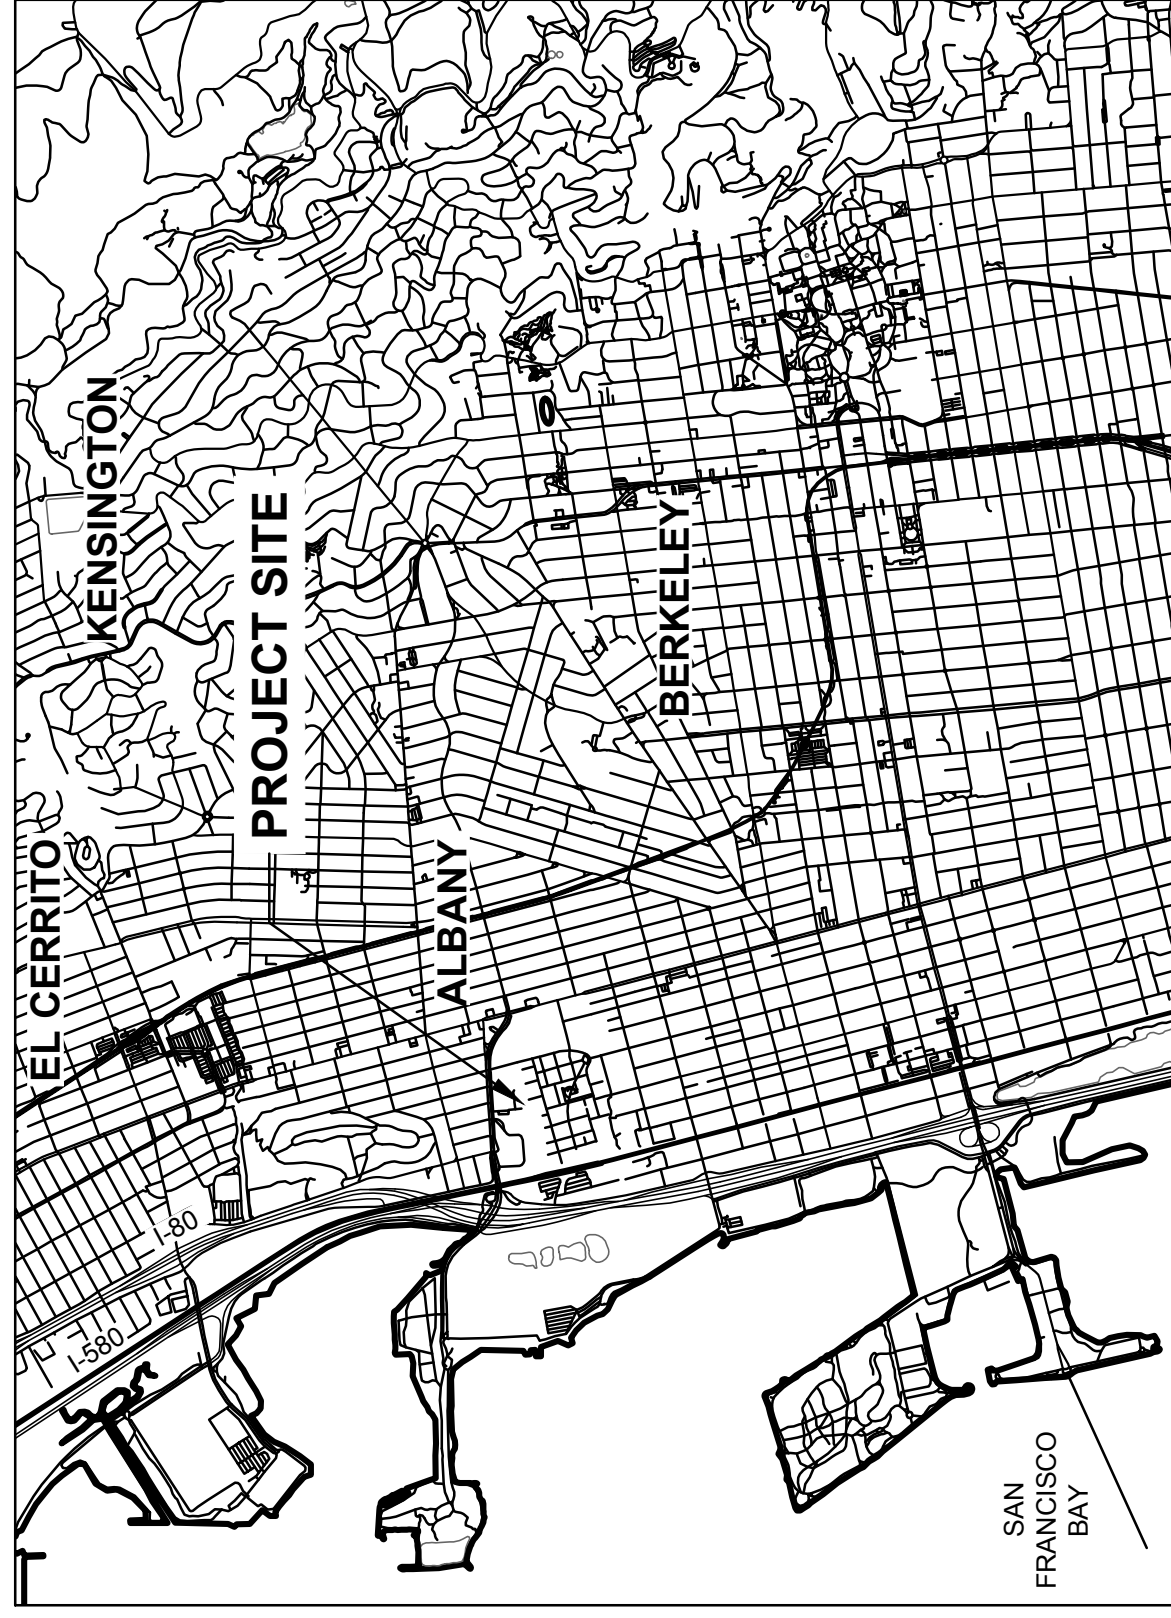 EL CERRITO
KENSINGTON
PROJECT SITE
ALBANY
BERKELEY
I-80
I-580
SAN
FRANCISCO
BAY